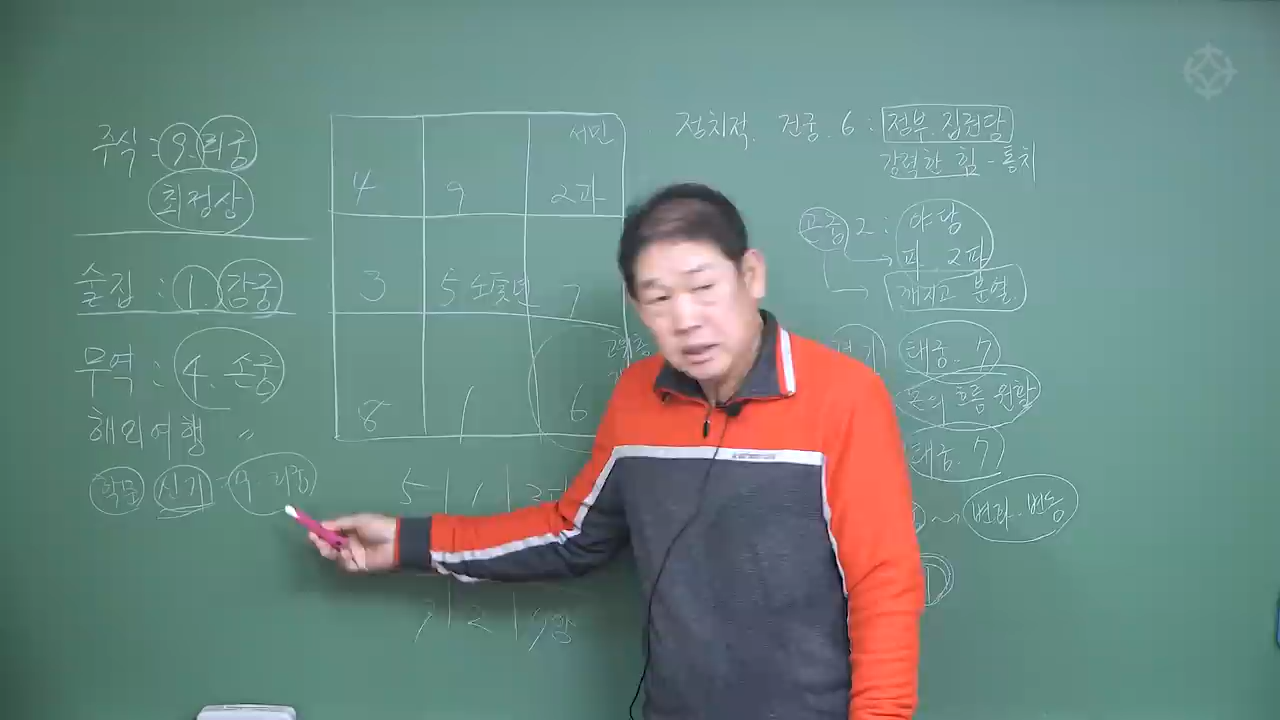 주식 : 9. 리궁
최정상
술집 : 1. 감궁
무역 : 4. 손궁
해외여행 〃
학문 신기 = 9. 리궁
서민
4 9 2과
3 5 소띠년 7
8 1 6
5 1 3
7 2 9
정치적. 건궁. 6 : 정부. 집권당
강력한 힘 - 통치
곤궁 2 : 야당
파 2파
깨지고 분열.
태궁. 7
돈의 흐름 원활
태궁. 7
변화. 변동